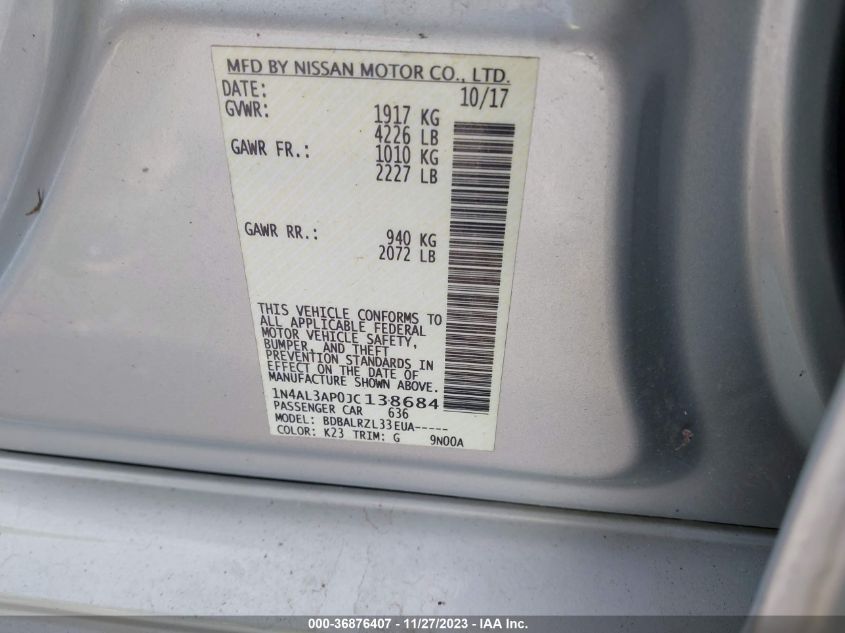 MFD BY NISSAN MOTOR CO., LTD.
DATE: 10/17
GVWR: 1917 KG
4226 LB
GAWR FR.: 1010 KG
2227 LB
GAWR RR.: 940 KG
2072 LB
THIS VEHICLE CONFORMS TO
ALL APPLICABLE FEDERAL
MOTOR VEHICLE SAFETY,
BUMPER, AND THEFT
PREVENTION STANDARDS IN
EFFECT ON THE DATE OF
MANUFACTURE SHOWN ABOVE.
1N4AL3AP0JC138684
PASSENGER CAR 636
MODEL: BDBALRZL33EUA-----
COLOR: K23 TRIM: G 9N00A
000-36876407 — 11/27/2023 — IAA Inc.